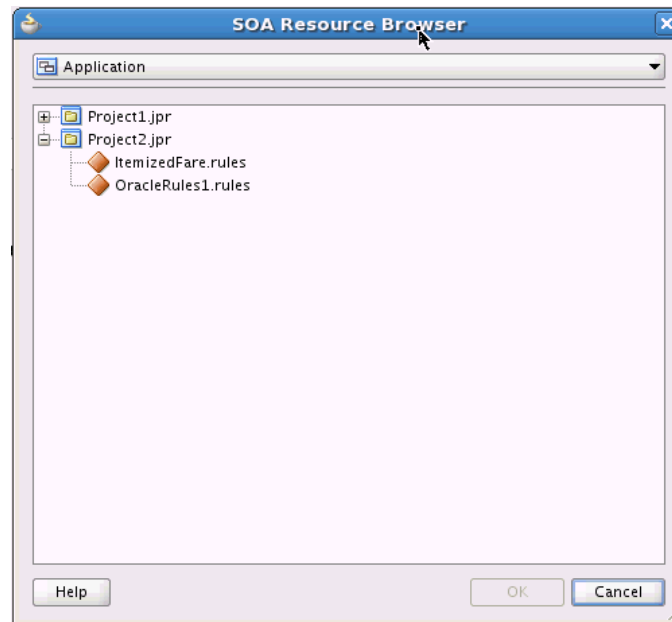 SOA Resource Browser
Application
Project1.jpr
Project2.jpr
ItemizedFare.rules
OracleRules1.rules
Help OK Cancel